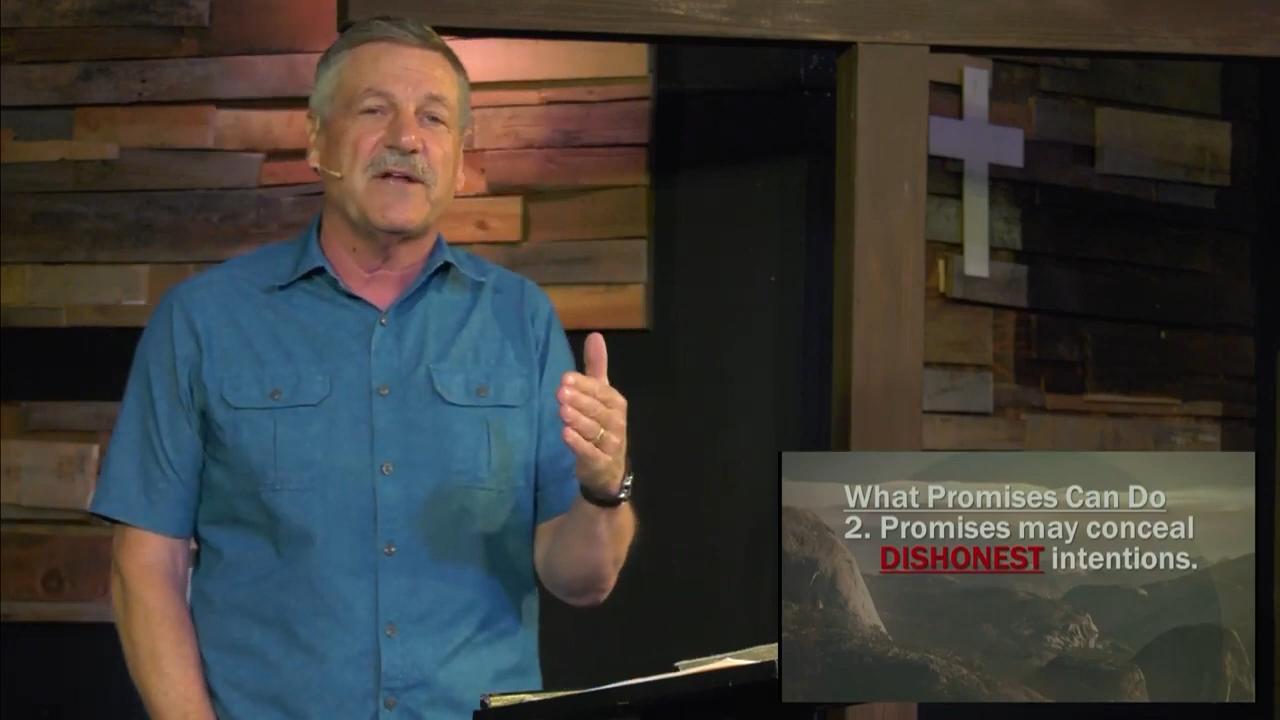 What Promises Can Do
2. Promises may conceal
DISHONEST intentions.